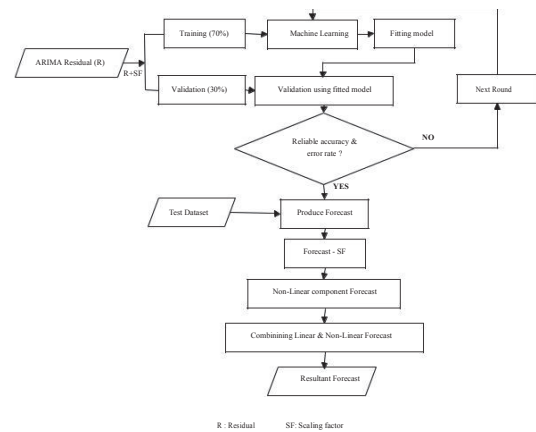 Training (70%)
Machine Learning
Fitting model
ARIMA Residual (R)
R+SF
Validation (30%)
Validation using fitted model
Next Round
NO
Reliable accuracy &
error rate ?
YES
Test Dataset
Produce Forecast
Forecast - SF
Non-Linear component Forecast
Combinining Linear & Non-Linear Forecast
Resultant Forecast
R : Residual SF: Scaling factor